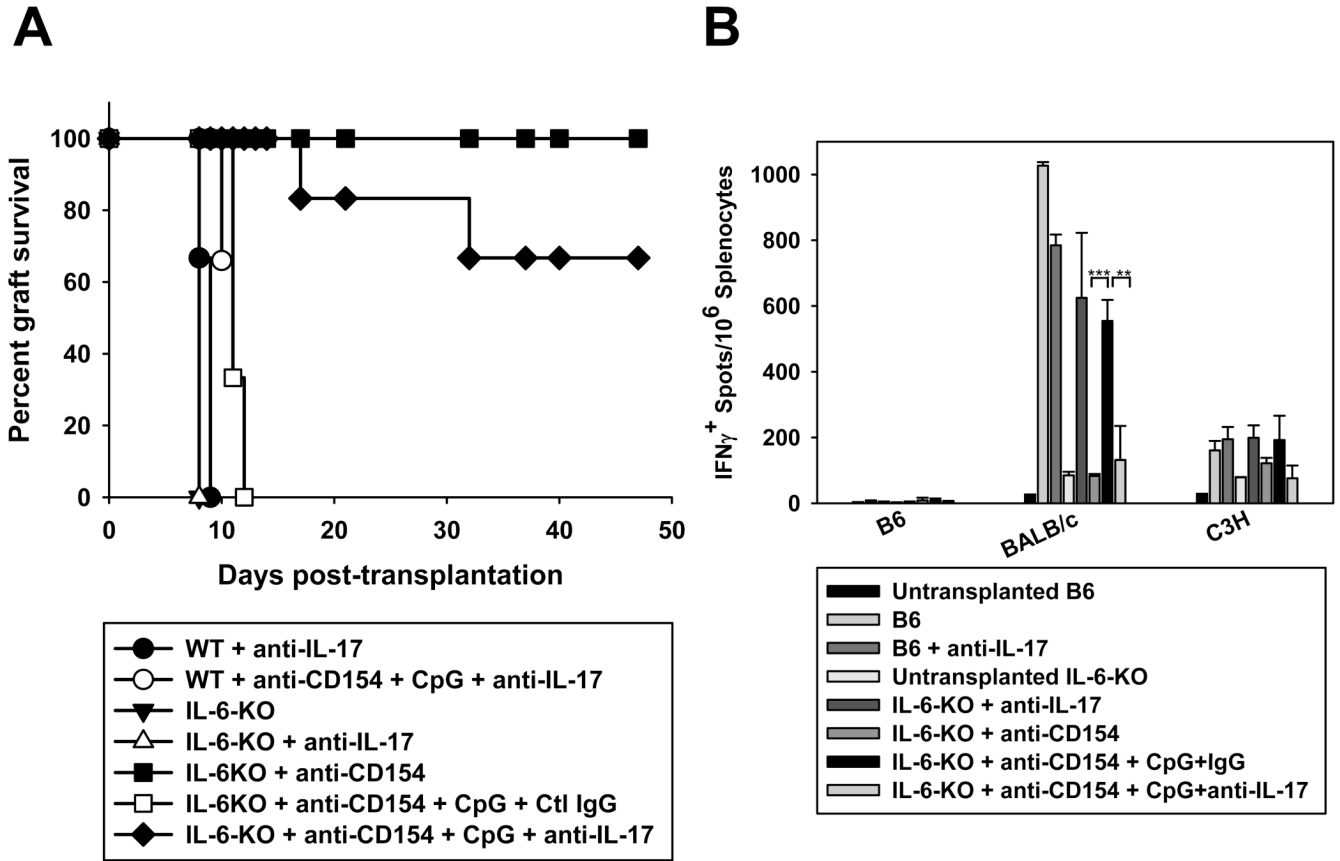 A
B
Percent graft survival
100
80
60
40
20
0
0
10
20
30
40
50
Days post-transplantation
WT + anti-IL-17
WT + anti-CD154 + CpG + anti-IL-17
IL-6-KO
IL-6-KO + anti-IL-17
IL-6KO + anti-CD154
IL-6KO + anti-CD154 + CpG + Ctl IgG
IL-6-KO + anti-CD154 + CpG + anti-IL-17
IFNγ⁺ Spots/10⁶ Splenocytes
1000
800
600
400
200
0
*** **
B6
BALB/c
C3H
Untransplanted B6
B6
B6 + anti-IL-17
Untransplanted IL-6-KO
IL-6-KO + anti-IL-17
IL-6-KO + anti-CD154
IL-6-KO + anti-CD154 + CpG+IgG
IL-6-KO + anti-CD154 + CpG+anti-IL-17